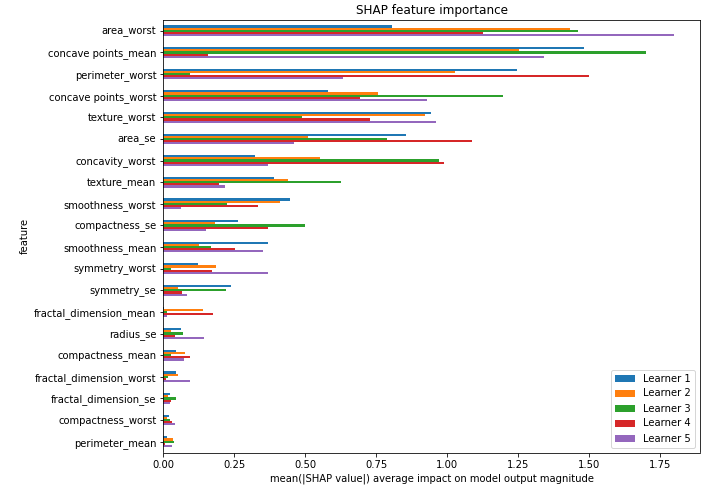 SHAP feature importance
area_worst
concave points_mean
perimeter_worst
concave points_worst
texture_worst
area_se
concavity_worst
texture_mean
smoothness_worst
compactness_se
smoothness_mean
symmetry_worst
symmetry_se
fractal_dimension_mean
radius_se
compactness_mean
fractal_dimension_worst
fractal_dimension_se
compactness_worst
perimeter_mean
feature
Learner 1
Learner 2
Learner 3
Learner 4
Learner 5
0.00 0.25 0.50 0.75 1.00 1.25 1.50 1.75
mean(|SHAP value|) average impact on model output magnitude